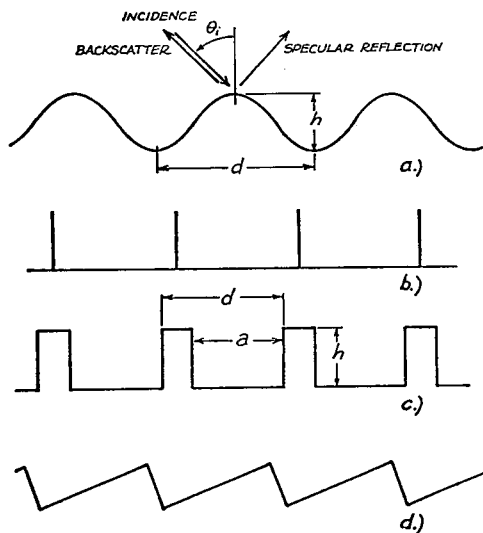 INCIDENCE
θi
BACKSCATTER
SPECULAR REFLECTION
h
d
a.)
b.)
d
a
h
c.)
d.)